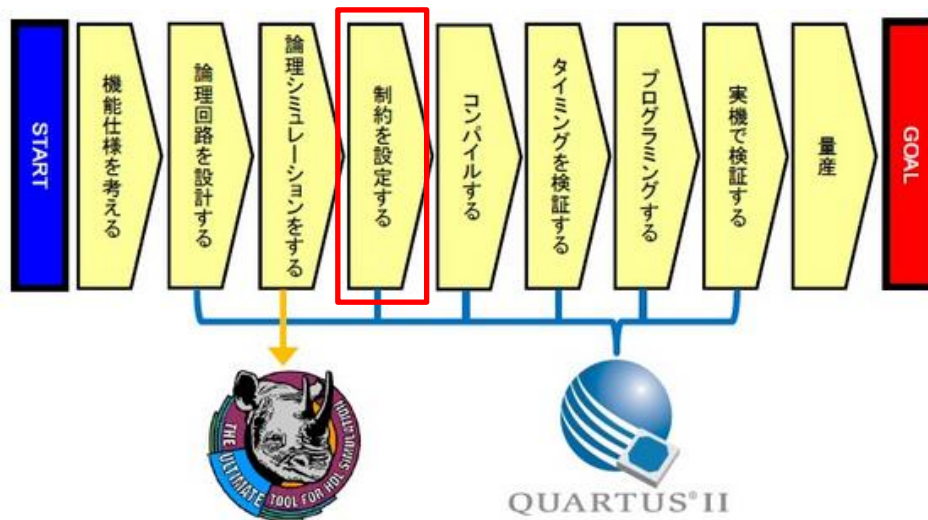 START
機能仕様を考える
論理回路を設計する
論理シミュレーションをする
制約を設定する
コンパイルする
タイミングを検証する
プログラミングする
実機で検証する
量産
GOAL
THE ULTIMATE TOOL FOR HDL SIMULATION
QUARTUS® II